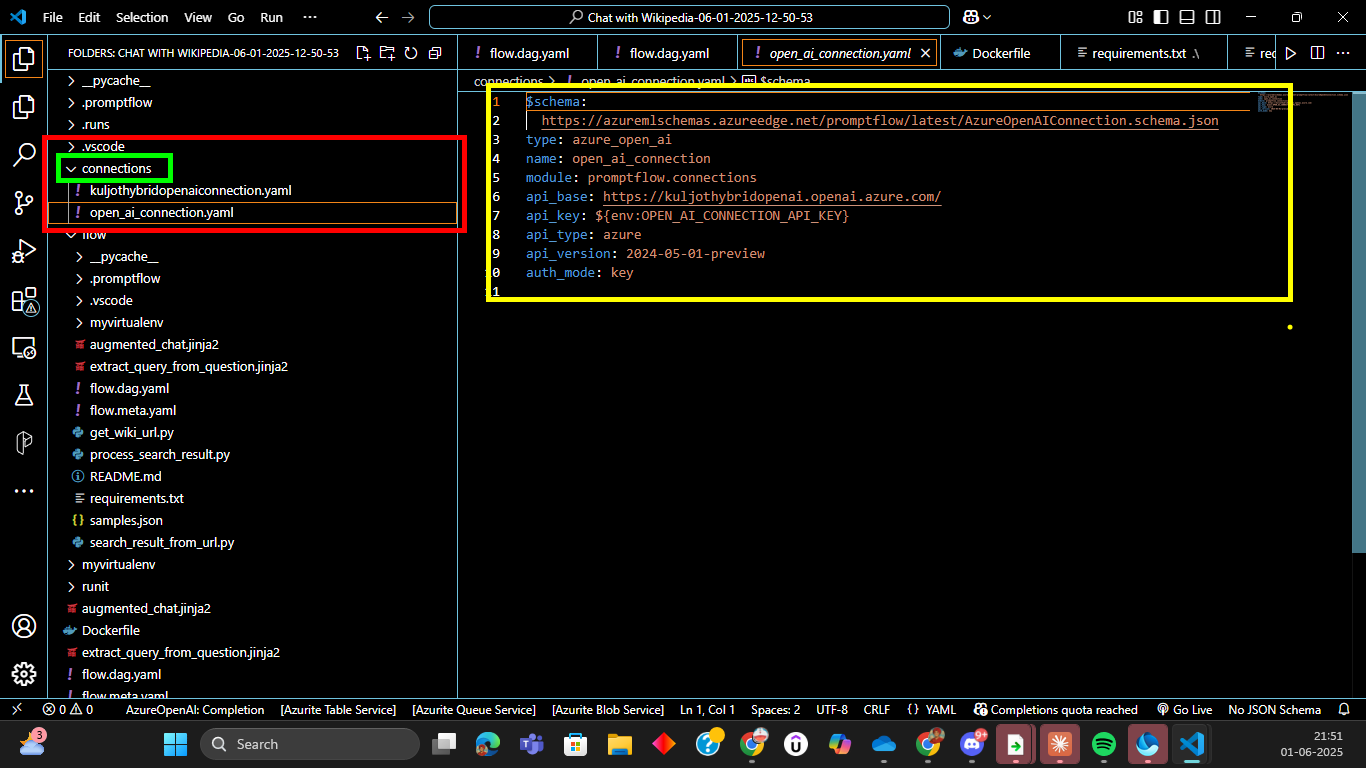 File Edit Selection View Go Run ···
Chat with Wikipedia-06-01-2025-12-50-53
FOLDERS: CHAT WITH WIKIPEDIA-06-01-2025-12-50-53
__pycache__
.promptflow
.runs
.vscode
connections
kuljothybridopenaiconnection.yaml
open_ai_connection.yaml
flow
__pycache__
.promptflow
.vscode
myvirtualenv
augmented_chat.jinja2
extract_query_from_question.jinja2
flow.dag.yaml
flow.meta.yaml
get_wiki_url.py
process_search_result.py
README.md
requirements.txt
samples.json
search_result_from_url.py
myvirtualenv
runit
augmented_chat.jinja2
Dockerfile
extract_query_from_question.jinja2
flow.dag.yaml
flow.meta.yaml
! flow.dag.yaml ! flow.dag.yaml ! open_ai_connection.yaml Dockerfile requirements.txt .\ rec
connections > ! open_ai_connection.yaml > abc $schema
1 $schema:
2 https://azuremlschemas.azureedge.net/promptflow/latest/AzureOpenAIConnection.schema.json
3 type: azure_open_ai
4 name: open_ai_connection
5 module: promptflow.connections
6 api_base: https://kuljothybridopenai.openai.azure.com/
7 api_key: ${env:OPEN_AI_CONNECTION_API_KEY}
8 api_type: azure
9 api_version: 2024-05-01-preview
10 auth_mode: key
11
0 0 AzureOpenAI: Completion [Azurite Table Service] [Azurite Queue Service] [Azurite Blob Service] Ln 1, Col 1 Spaces: 2 UTF-8 CRLF {} YAML Completions quota reached Go Live No JSON Schema
3 Search 9+ 21:51
01-06-2025